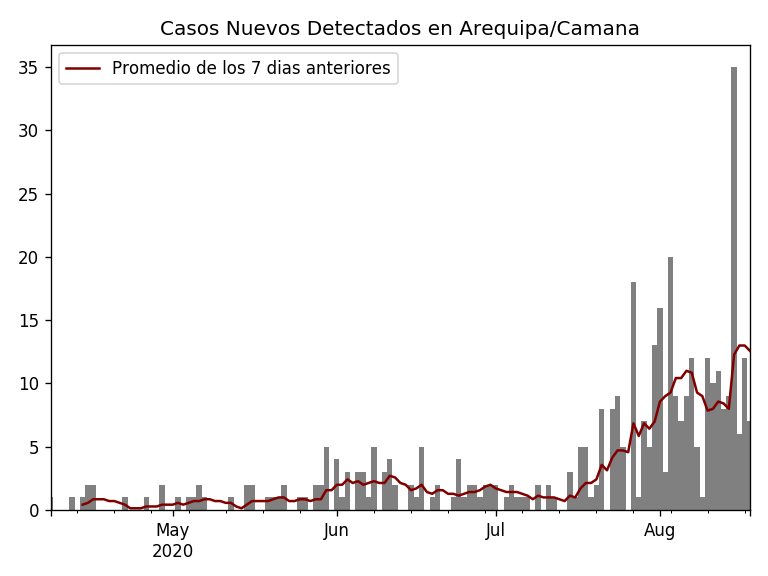 Casos Nuevos Detectados en Arequipa/Camana
Promedio de los 7 dias anteriores
35
30
25
20
15
10
5
0
May
2020
Jun
Jul
Aug